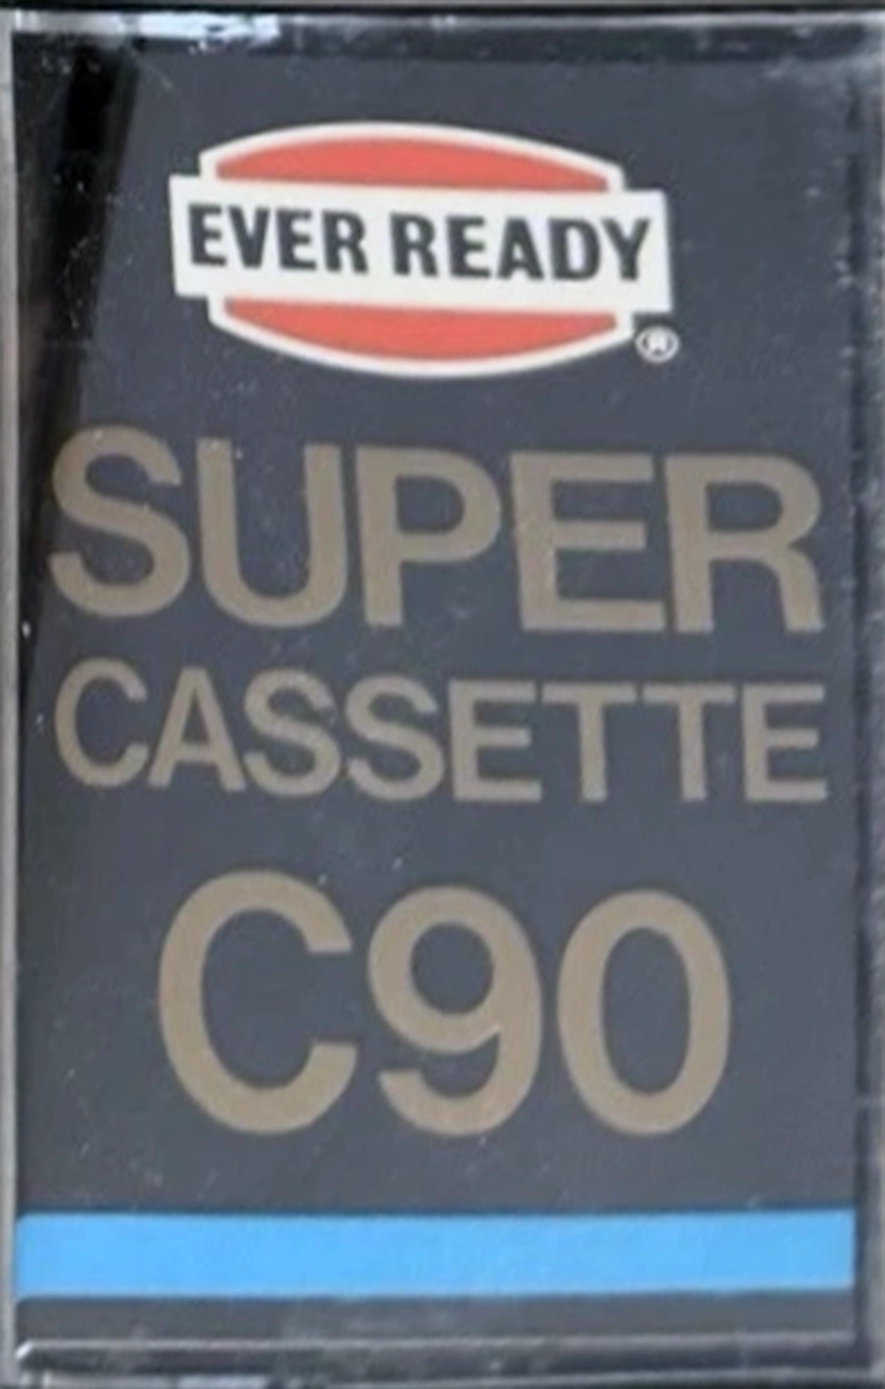 EVER READY
®
SUPER
CASSETTE
C90